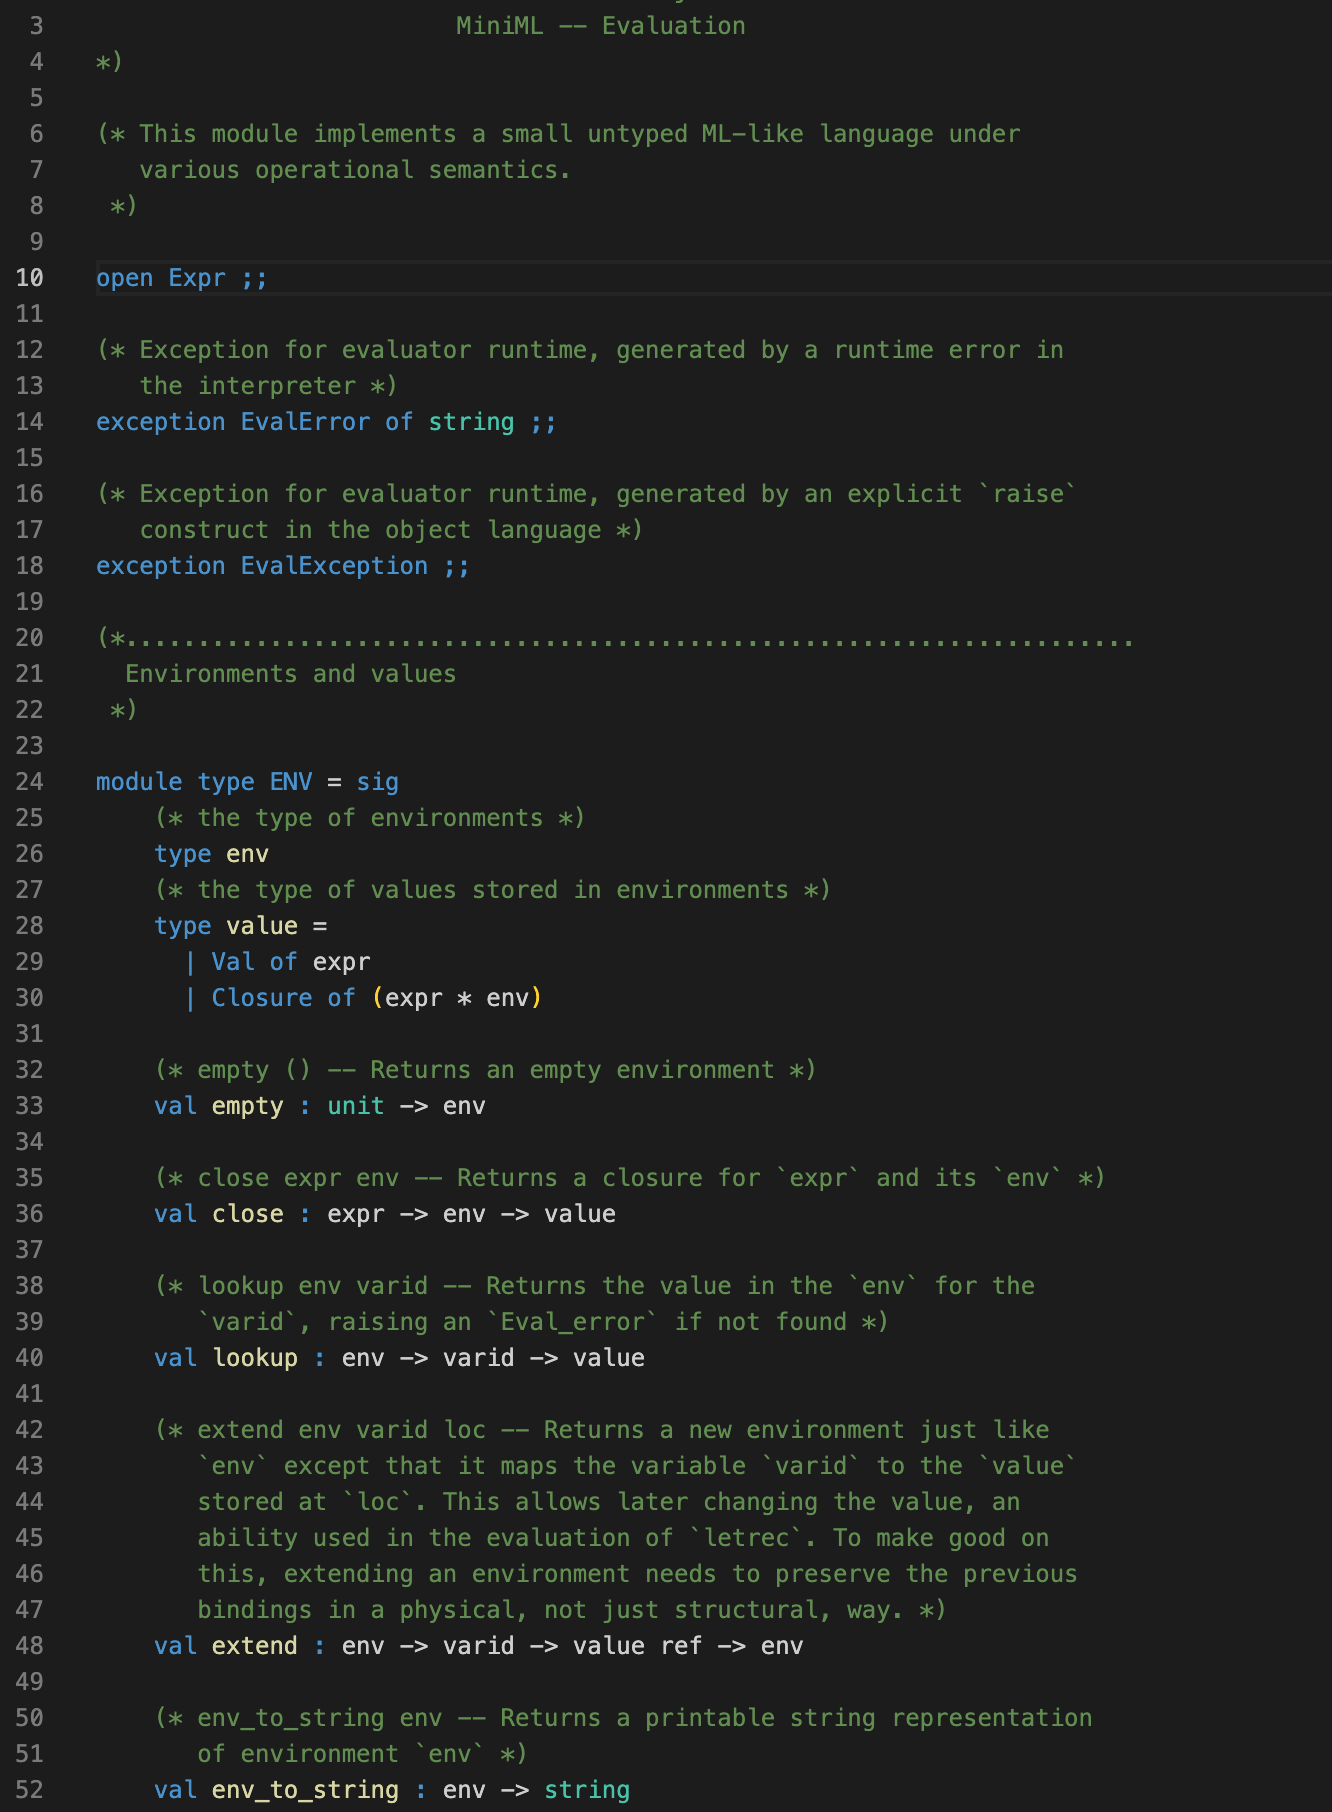 3 MiniML -- Evaluation
4 *)
5
6 (* This module implements a small untyped ML-like language under
7 various operational semantics.
8 *)
9
10 open Expr ;;
11
12 (* Exception for evaluator runtime, generated by a runtime error in
13 the interpreter *)
14 exception EvalError of string ;;
15
16 (* Exception for evaluator runtime, generated by an explicit `raise`
17 construct in the object language *)
18 exception EvalException ;;
19
20 (*......................................................................
21 Environments and values
22 *)
23
24 module type ENV = sig
25 (* the type of environments *)
26 type env
27 (* the type of values stored in environments *)
28 type value =
29 | Val of expr
30 | Closure of (expr * env)
31
32 (* empty () -- Returns an empty environment *)
33 val empty : unit -> env
34
35 (* close expr env -- Returns a closure for `expr` and its `env` *)
36 val close : expr -> env -> value
37
38 (* lookup env varid -- Returns the value in the `env` for the
39 `varid`, raising an `Eval_error` if not found *)
40 val lookup : env -> varid -> value
41
42 (* extend env varid loc -- Returns a new environment just like
43 `env` except that it maps the variable `varid` to the `value`
44 stored at `loc`. This allows later changing the value, an
45 ability used in the evaluation of `letrec`. To make good on
46 this, extending an environment needs to preserve the previous
47 bindings in a physical, not just structural, way. *)
48 val extend : env -> varid -> value ref -> env
49
50 (* env_to_string env -- Returns a printable string representation
51 of environment `env` *)
52 val env_to_string : env -> string